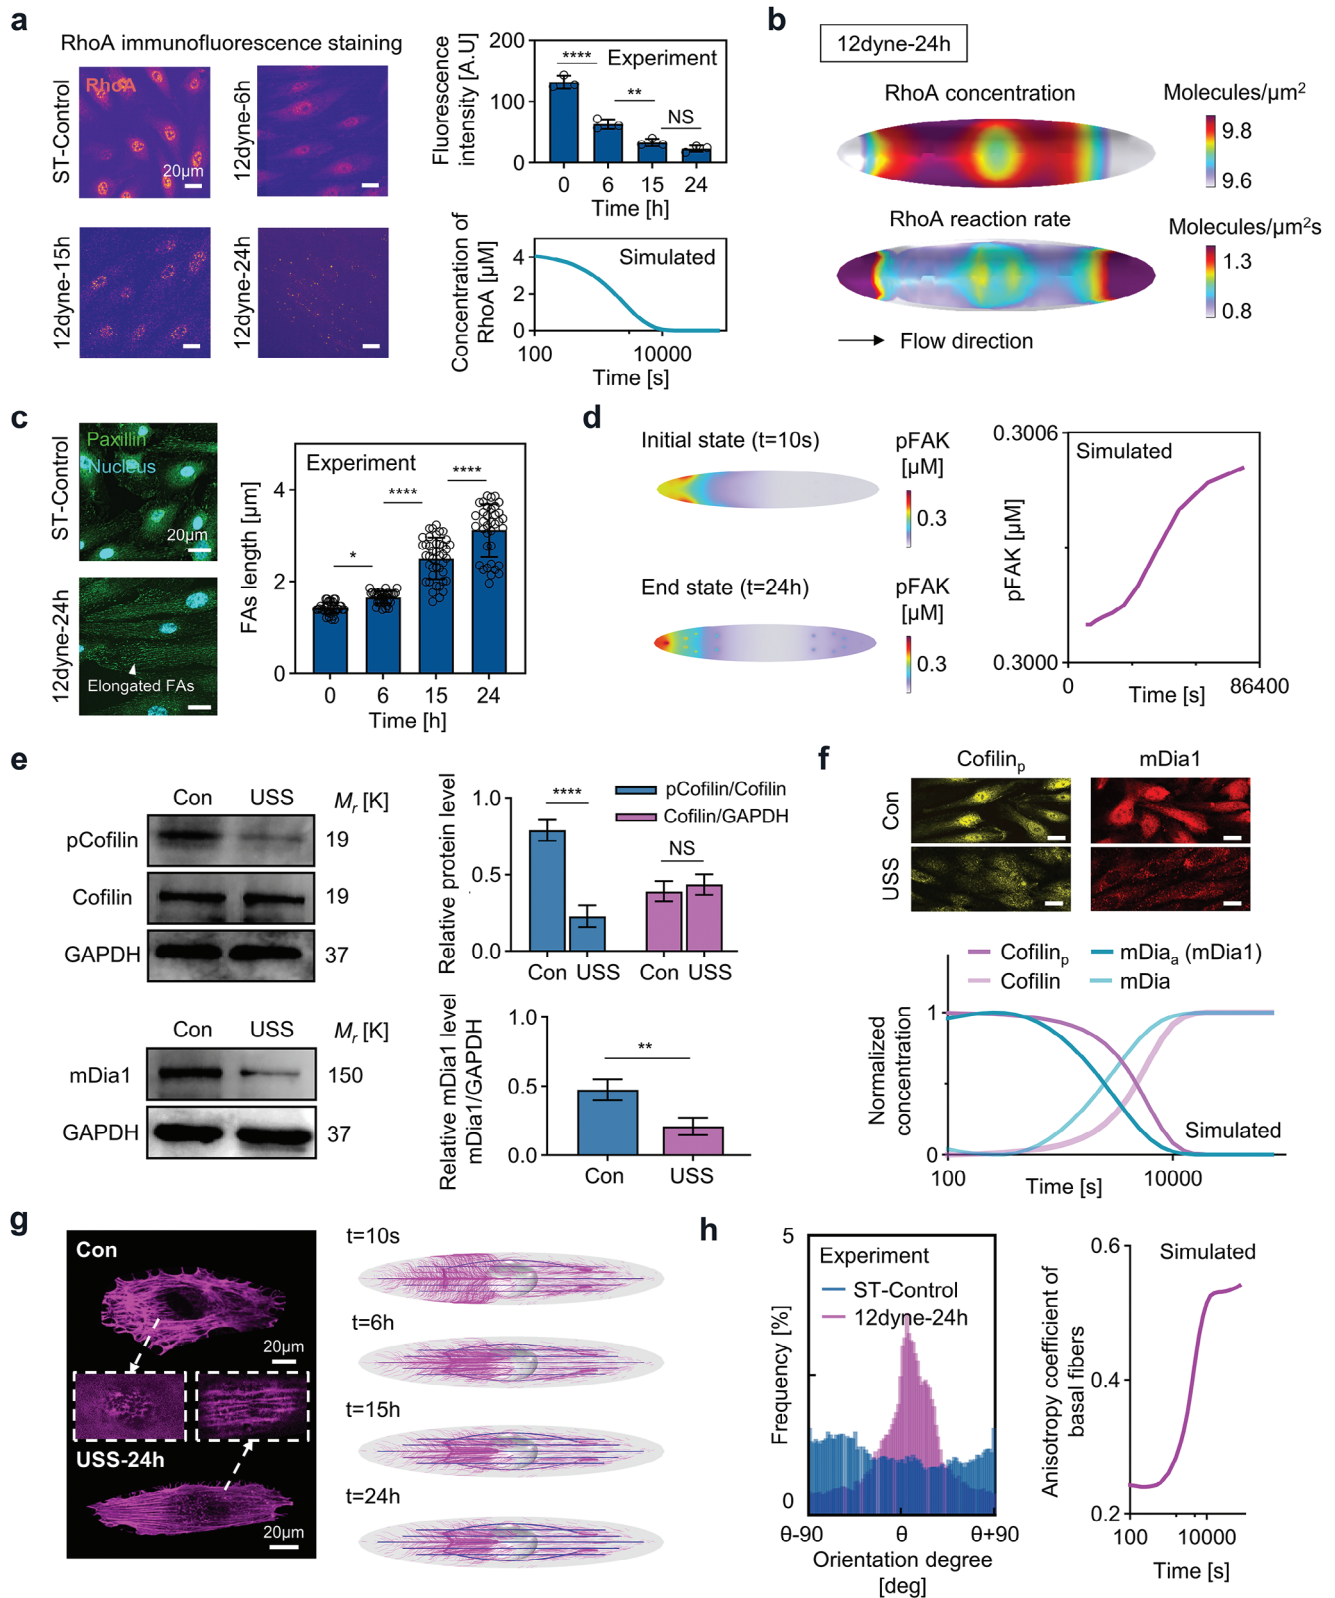 a
RhoA immunofluorescence staining
ST-Control
RhoA
20μm
12dyne-6h
12dyne-15h
12dyne-24h
Fluorescence
intensity [A.U]
200
100
0
Experiment
****
**
NS
0 6 15 24
Time [h]
Concentration of
RhoA [μM]
4
2
0
Simulated
100 10000
Time [s]
b
12dyne-24h
RhoA concentration
Molecules/μm2
9.8
9.6
RhoA reaction rate
Molecules/μm2s
1.3
0.8
Flow direction
c
ST-Control
Paxillin
Nucleus
20μm
12dyne-24h
Elongated FAs
FAs length [μm]
4
2
0
Experiment
*
****
****
0 6 15 24
Time [h]
d
Initial state (t=10s)
pFAK
[μM]
0.3
End state (t=24h)
pFAK
[μM]
0.3
pFAK [μM]
0.3006
0.3000
Simulated
0 86400
Time [s]
e
Con USS Mr [K]
pCofilin 19
Cofilin 19
GAPDH 37
Con USS Mr [K]
mDia1 150
GAPDH 37
Relative protein level
1.0
0.5
0.0
****
NS
pCofilin/Cofilin
Cofilin/GAPDH
Con USS Con USS
Relative mDia1 level
mDia1/GAPDH
1.0
0.5
0.0
**
Con USS
f
Cofilinp mDia1
Con
USS
Cofilinp mDiaa (mDia1)
Cofilin mDia
Normalized
concentration
1
0
Simulated
100 10000
Time [s]
g
Con
20μm
USS-24h
20μm
t=10s
t=6h
t=15h
t=24h
h
Frequency [%]
5
0
Experiment
ST-Control
12dyne-24h
θ-90 θ θ+90
Orientation degree
[deg]
Anisotropy coefficient of
basal fibers
0.6
0.4
0.2
Simulated
100 10000
Time [s]